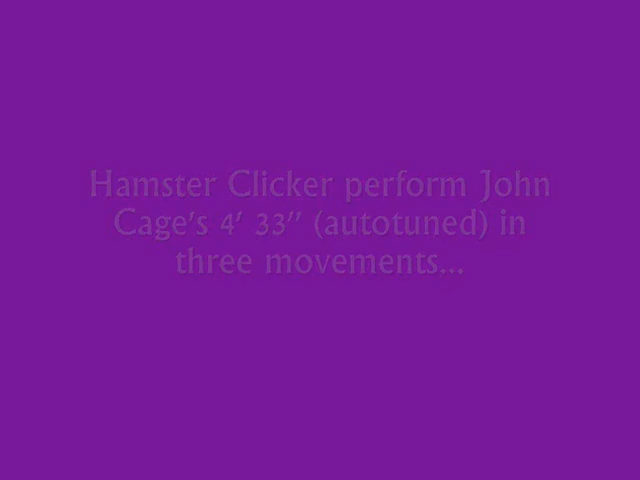 Hamster Clicker perform John
Cage's 4' 33" (autotuned) in
three movements...